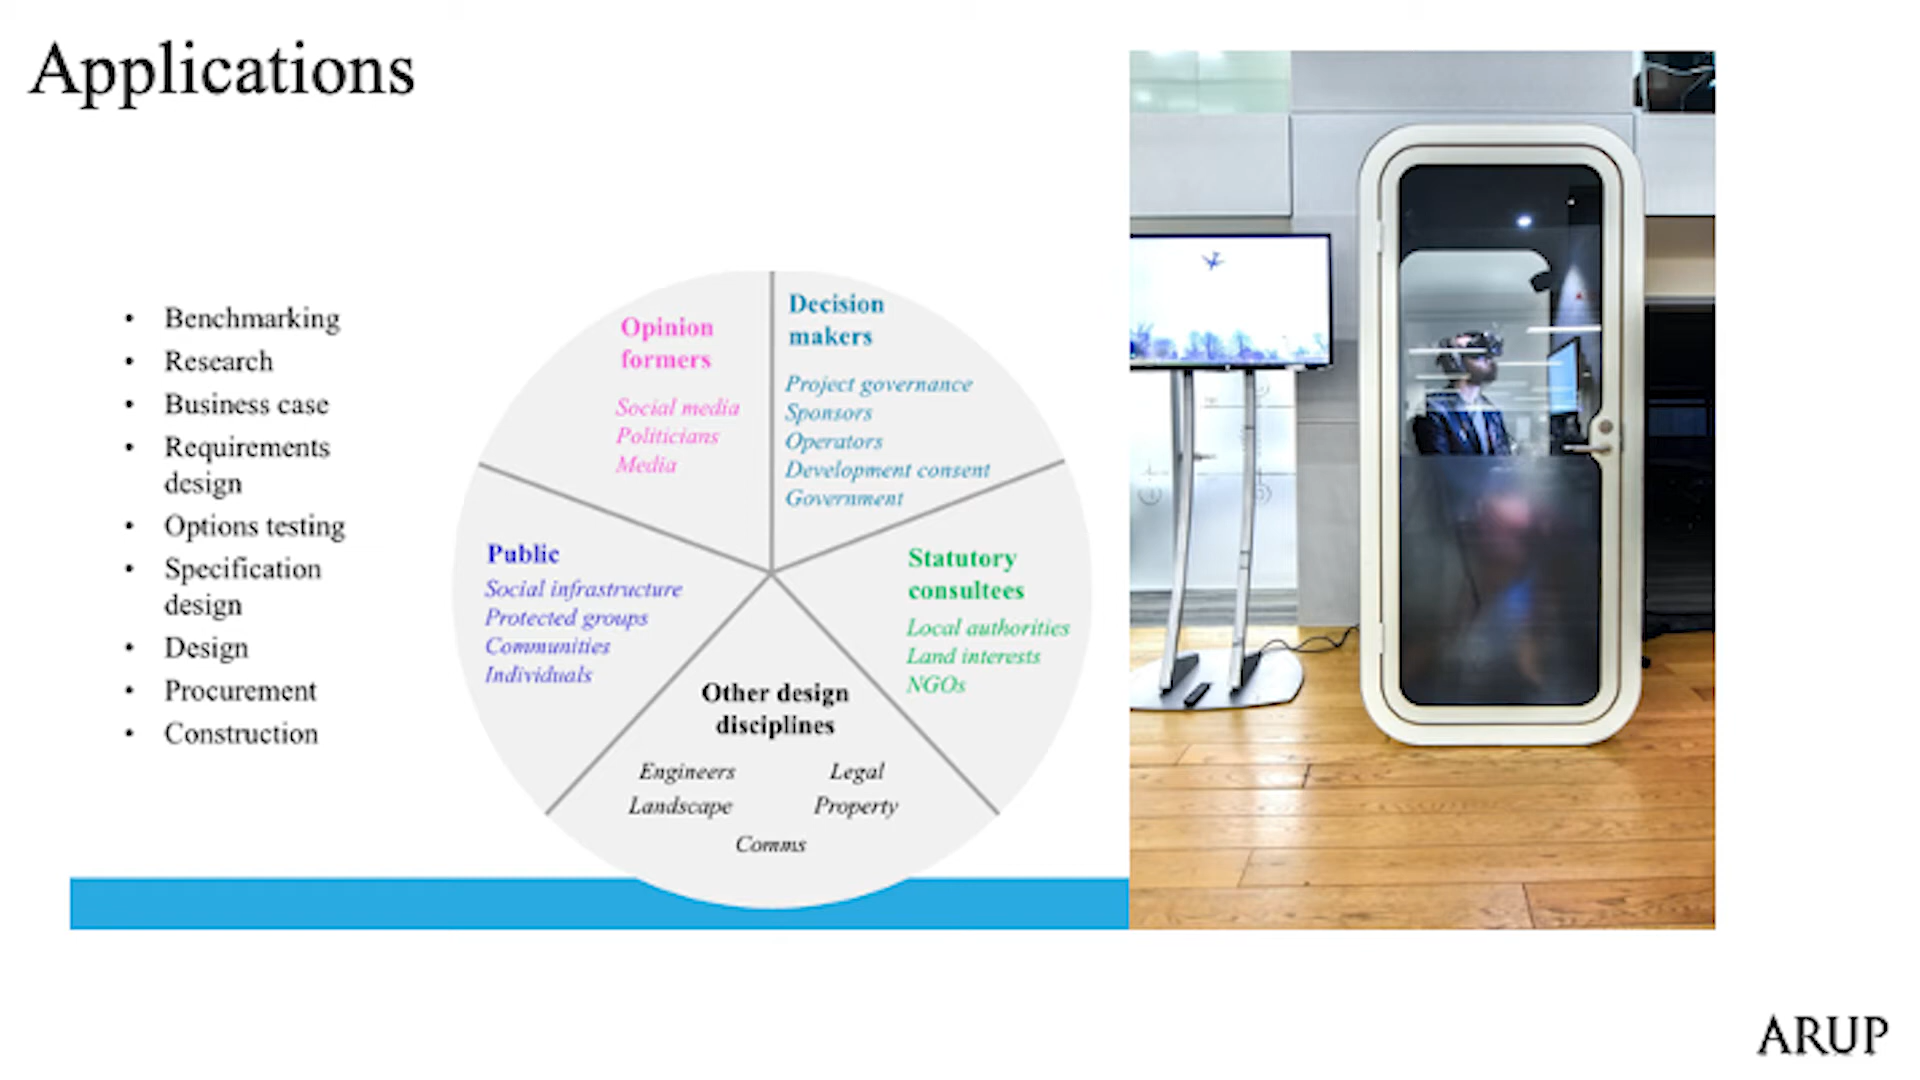 Applications
• Benchmarking
• Research
• Business case
• Requirements
design
• Options testing
• Specification
design
• Design
• Procurement
• Construction
Opinion
formers
Social media
Politicians
Media
Decision
makers
Project governance
Sponsors
Operators
Development consent
Government
Public
Social infrastructure
Protected groups
Communities
Individuals
Statutory
consultees
Local authorities
Land interests
NGOs
Other design
disciplines
Engineers Legal
Landscape Property
Comms
ARUP